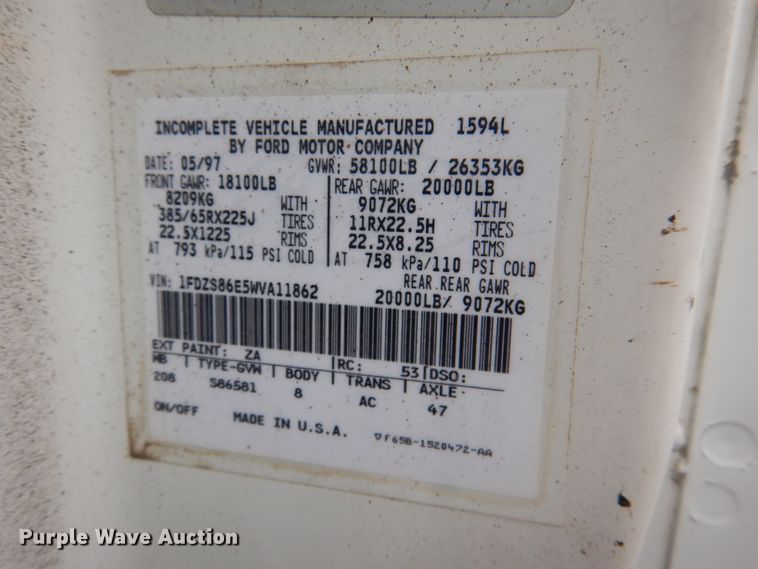 INCOMPLETE VEHICLE MANUFACTURED 1594L
BY FORD MOTOR COMPANY
DATE: 05/97 GVWR: 58100LB / 26353KG
FRONT GAWR: 18100LB REAR GAWR: 20000LB
8209KG WITH 9072KG WITH
385/65RX225J TIRES 11RX22.5H TIRES
22.5X1225 RIMS 22.5X8.25 RIMS
AT 793 kPa/115 PSI COLD AT 758 kPa/110 PSI COLD
VIN: 1FDZS86E5WVA11862 REAR REAR GAWR
20000LB/ 9072KG
EXT PAINT: ZA RC: 53 DSO:
WB TYPE-GVW BODY TRANS AXLE
208 S86581 8 AC 47
ON/OFF MADE IN U.S.A. F65B-1520472-AA
Purple Wave Auction